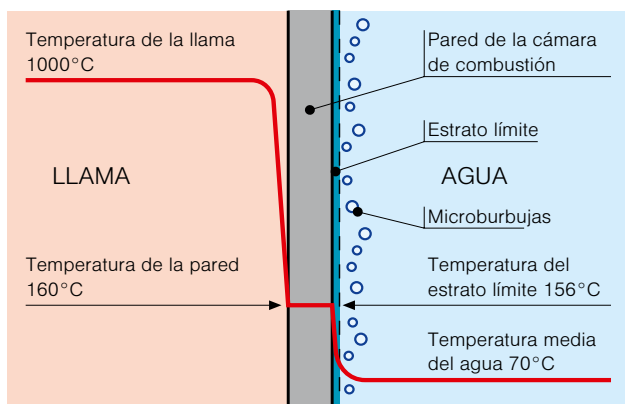 Temperatura de la llama
1000°C
Pared de la cámara
de combustión
Estrato límite
LLAMA
AGUA
Microburbujas
Temperatura de la pared
160°C
Temperatura del
estrato límite 156°C
Temperatura media
del agua 70°C